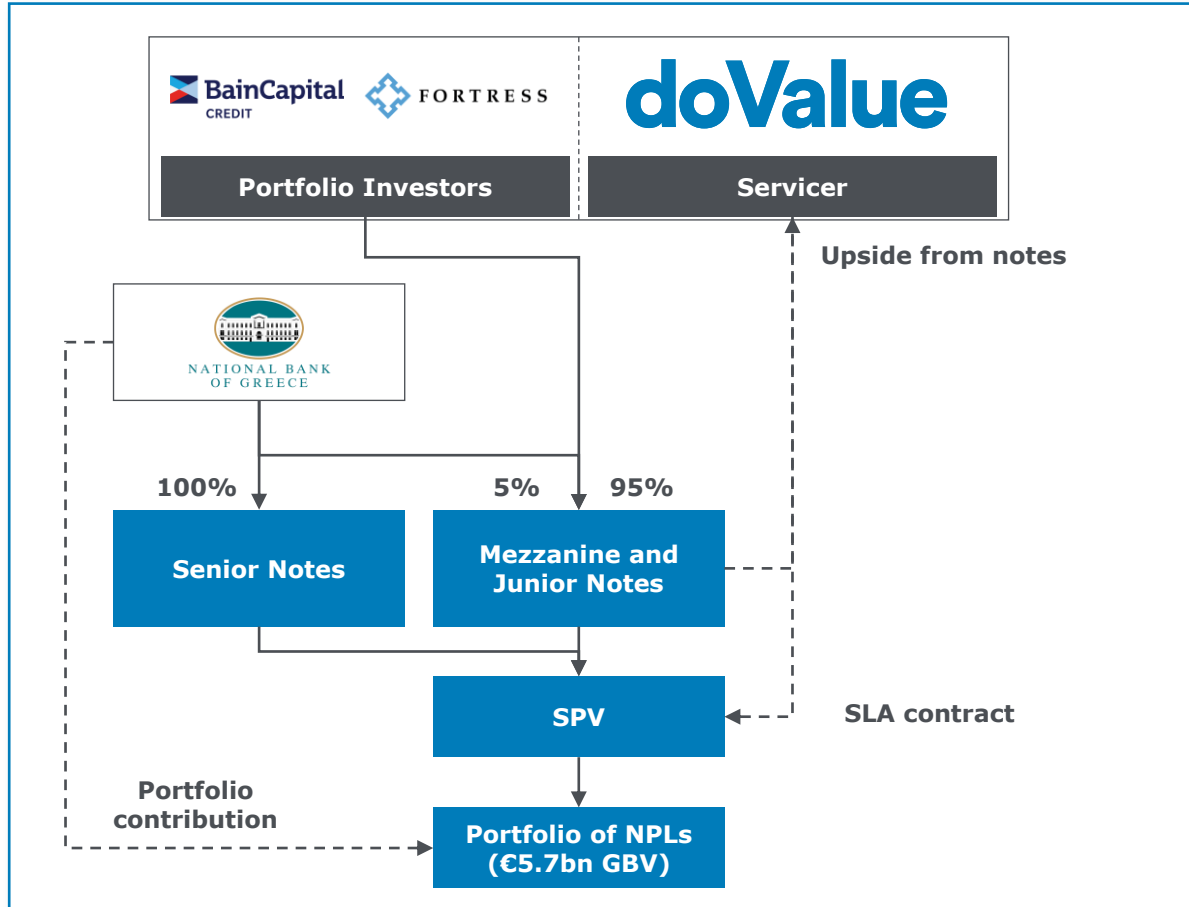 BainCapital
CREDIT
FORTRESS
doValue
Portfolio Investors
Servicer
Upside from notes
NATIONAL BANK
OF GREECE
100%
5%
95%
Senior Notes
Mezzanine and
Junior Notes
SPV
SLA contract
Portfolio
contribution
Portfolio of NPLs
(€5.7bn GBV)